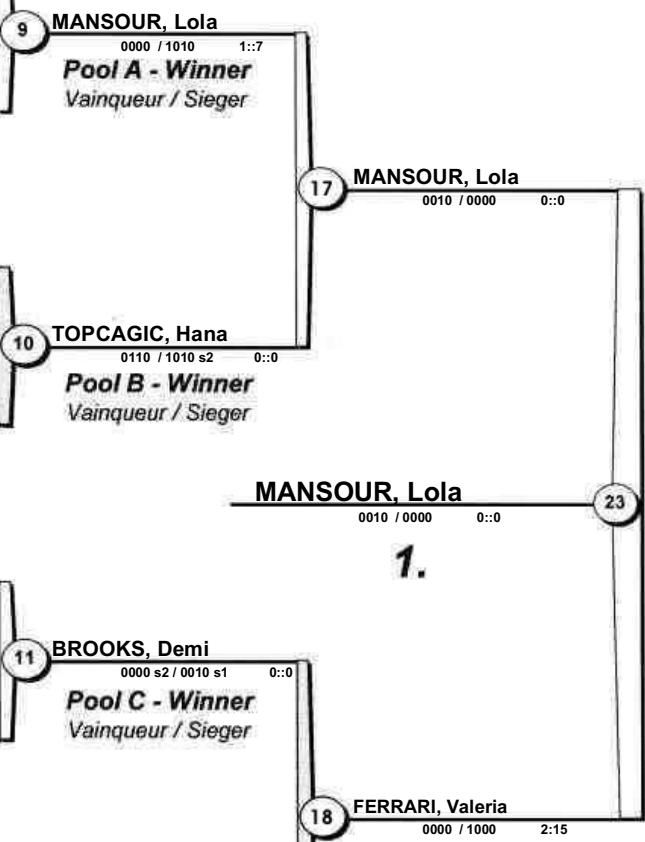 9 MANSOUR, Lola
0000 / 1010 1::7
Pool A - Winner
Vainqueur / Sieger
17 MANSOUR, Lola
0010 / 0000 0::0
10 TOPCAGIC, Hana
0110 / 1010 s2 0::0
Pool B - Winner
Vainqueur / Sieger
MANSOUR, Lola 23
0010 / 0000 0::0
1.
11 BROOKS, Demi
0000 s2 / 0010 s1 0::0
Pool C - Winner
Vainqueur / Sieger
18 FERRARI, Valeria
0000 / 1000 2:15